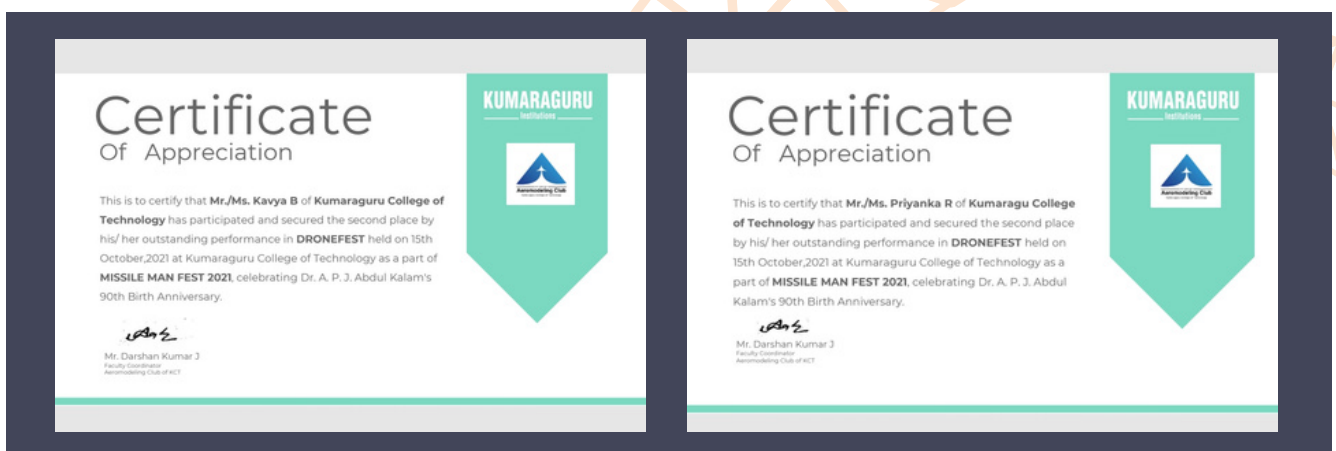 Certificate
Of Appreciation
This is to certify that Mr./Ms. Kavya B of Kumaraguru College of
Technology has participated and secured the second place by
his/ her outstanding performance in DRONEFEST held on 15th
October,2021 at Kumaraguru College of Technology as a part of
MISSILE MAN FEST 2021, celebrating Dr. A. P. J. Abdul Kalam's
90th Birth Anniversary.
Mr. Darshan Kumar J
Faculty Coordinator
Aeromodeling Club of KCT
KUMARAGURU
Institutions
Aeromodeling Club
Certificate
Of Appreciation
This is to certify that Mr./Ms. Priyanka R of Kumaragu College
of Technology has participated and secured the second place
by his/ her outstanding performance in DRONEFEST held on
15th October,2021 at Kumaraguru College of Technology as a
part of MISSILE MAN FEST 2021, celebrating Dr. A. P. J. Abdul
Kalam's 90th Birth Anniversary.
Mr. Darshan Kumar J
Faculty Coordinator
Aeromodeling Club of KCT
KUMARAGURU
Institutions
Aeromodeling Club